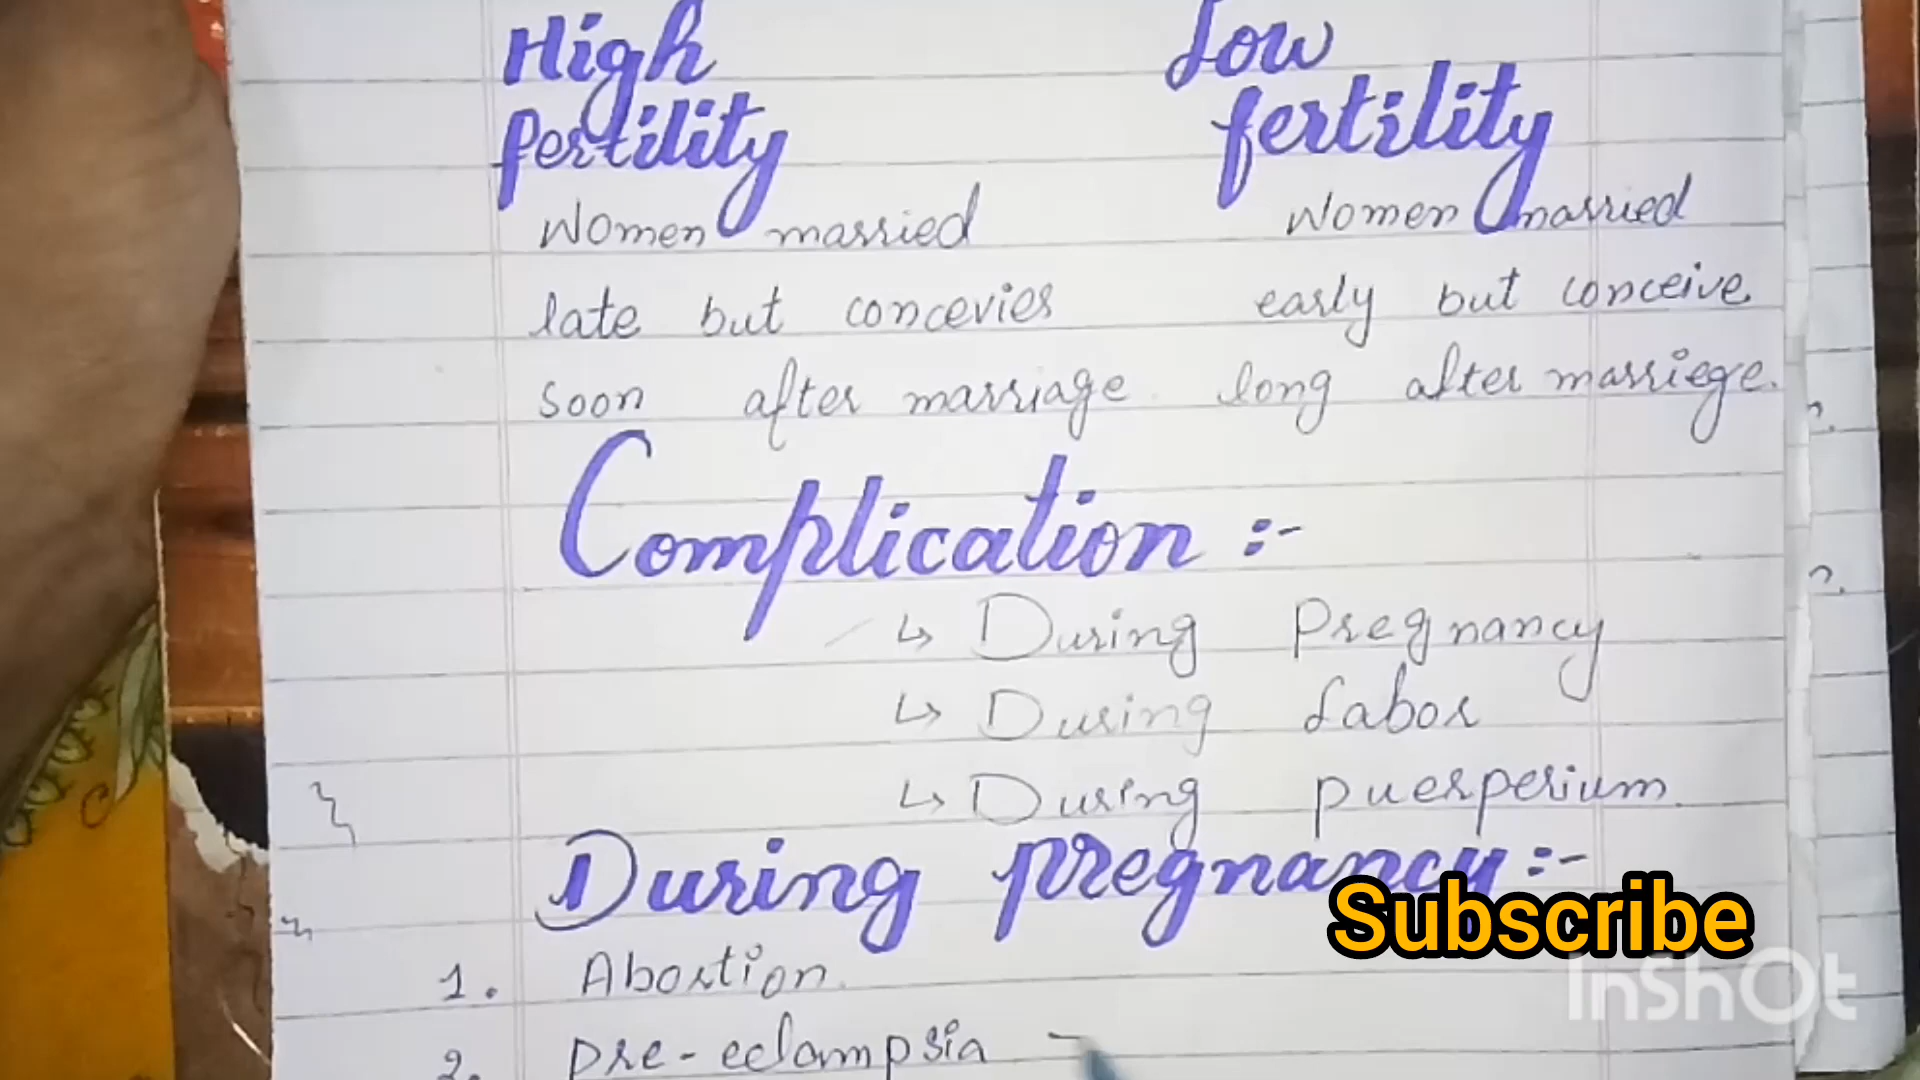 High
fertility
Women married
late but concevies
soon after marriage.
Low
fertility
Women married
early but conceive
long after marriege.
Complication :-
↳ During Pregnancy
↳ During Labor
↳ During puerperium.
During pregnancy :-
1. Abortion.
2. Pre-eclampsia -
Subscribe
InShOt